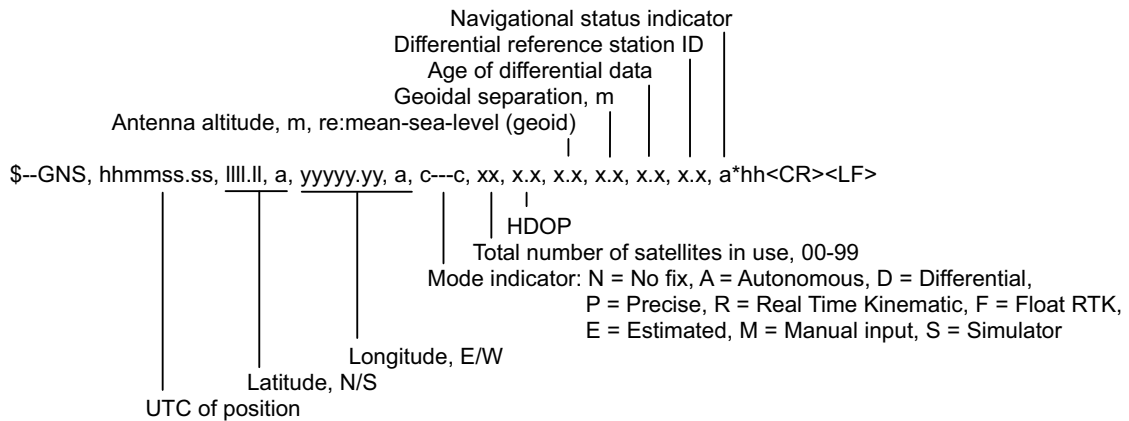 Navigational status indicator
Differential reference station ID
Age of differential data
Geoidal separation, m
Antenna altitude, m, re:mean-sea-level (geoid)
$--GNS, hhmmss.ss, llll.ll, a, yyyyy.yy, a, c---c, xx, x.x, x.x, x.x, x.x, x.x, a*hh<CR><LF>
HDOP
Total number of satellites in use, 00-99
Mode indicator: N = No fix, A = Autonomous, D = Differential,
P = Precise, R = Real Time Kinematic, F = Float RTK,
E = Estimated, M = Manual input, S = Simulator
Longitude, E/W
Latitude, N/S
UTC of position